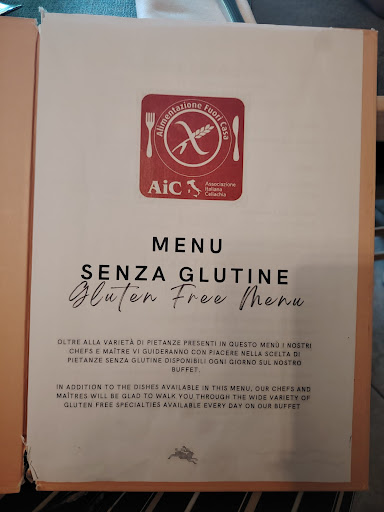 Alimentazione Fuori Casa
AiC
Associazione
Italiana
Celiachia
MENU
SENZA GLUTINE
Gluten Free Menu
OLTRE ALLA VARIETÀ DI PIETANZE PRESENTI IN QUESTO MENÙ I NOSTRI
CHEFS E MAÎTRE VI GUIDERANNO CON PIACERE NELLA SCELTA DI
PIETANZE SENZA GLUTINE DISPONIBILI OGNI GIORNO SUL NOSTRO
BUFFET.
IN ADDITION TO THE DISHES AVAILABLE IN THIS MENU, OUR CHEFS AND
MAÎTRES WILL BE GLAD TO WALK YOU THROUGH THE WIDE VARIETY OF
GLUTEN FREE SPECIALTIES AVAILABLE EVERY DAY ON OUR BUFFET